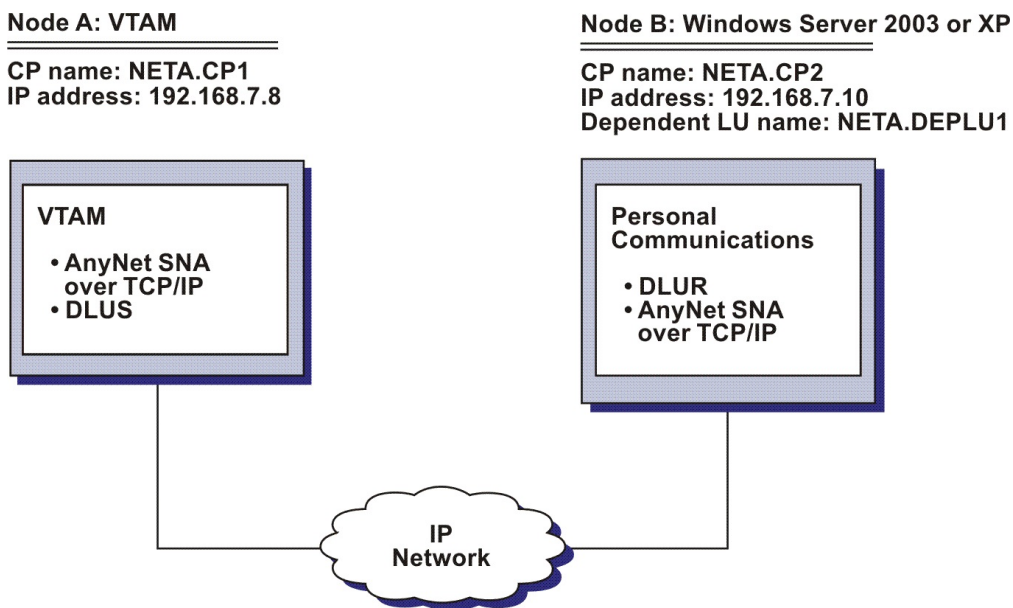 Node A: VTAM
CP name: NETA.CP1
IP address: 192.168.7.8
Node B: Windows Server 2003 or XP
CP name: NETA.CP2
IP address: 192.168.7.10
Dependent LU name: NETA.DEPLU1
VTAM
• AnyNet SNA
over TCP/IP
• DLUS
Personal
Communications
• DLUR
• AnyNet SNA
over TCP/IP
IP
Network